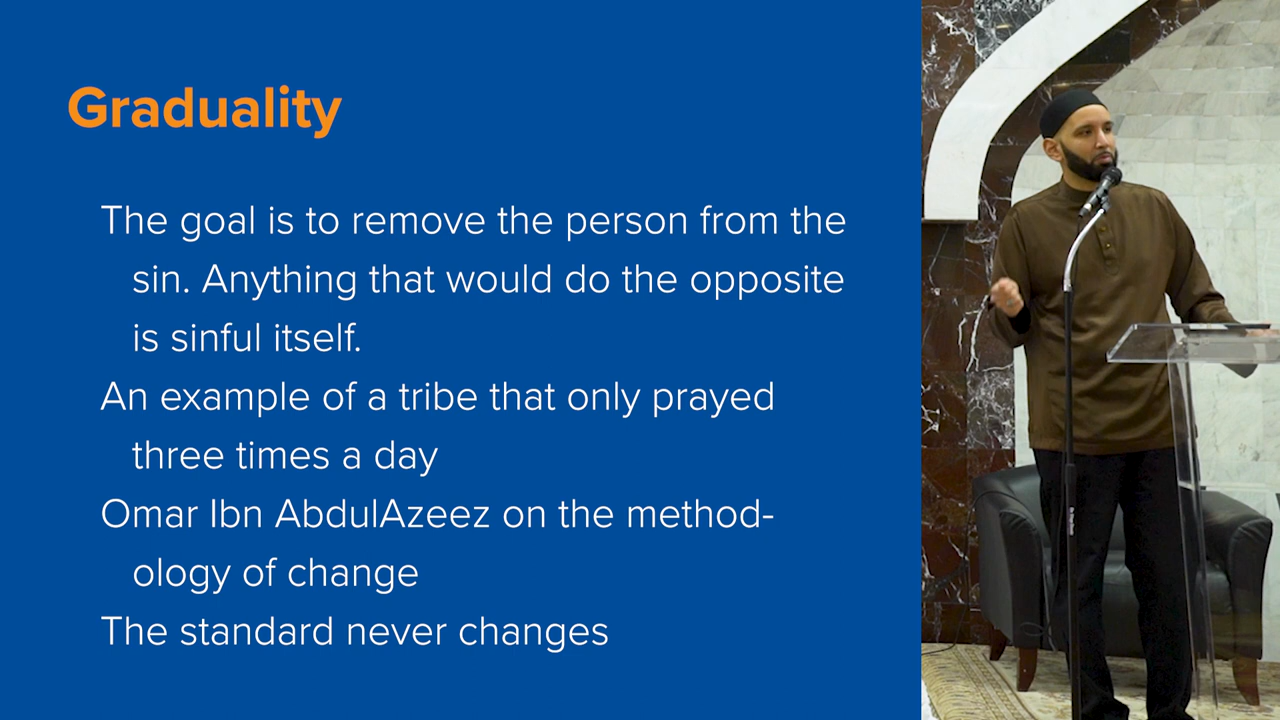 Graduality
The goal is to remove the person from the
sin. Anything that would do the opposite
is sinful itself.
An example of a tribe that only prayed
three times a day
Omar Ibn AbdulAzeez on the method-
ology of change
The standard never changes